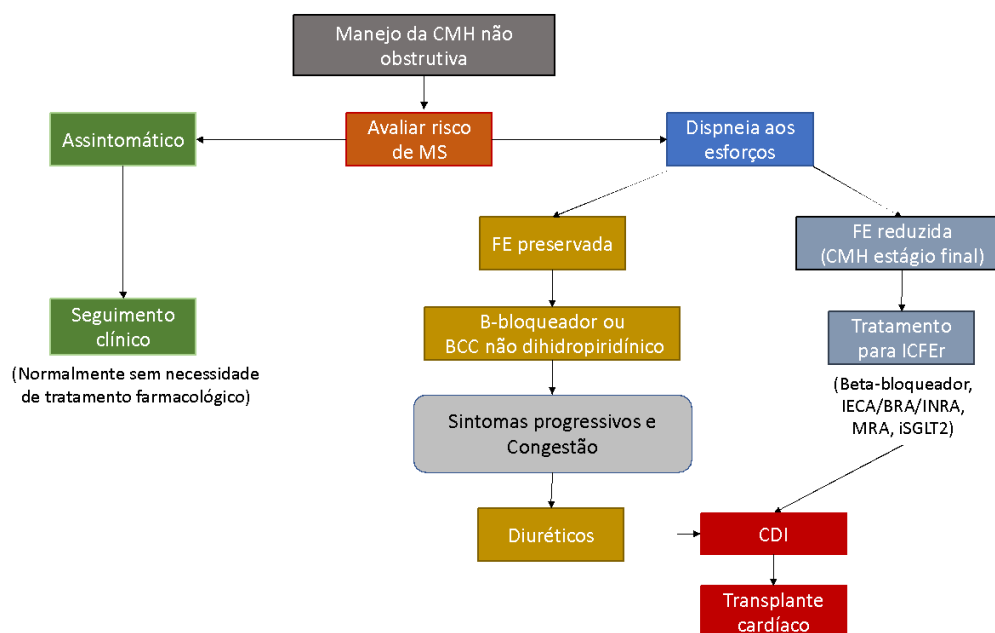 Manejo da CMH não
obstrutiva
Assintomático
Avaliar risco
de MS
Dispneia aos
esforços
FE preservada
FE reduzida
(CMH estágio final)
Seguimento
clínico
(Normalmente sem necessidade
de tratamento farmacológico)
B-bloqueador ou
BCC não dihidropiridínico
Tratamento
para ICFEr
(Beta-bloqueador,
IECA/BRA/INRA,
MRA, iSGLT2)
Sintomas progressivos e
Congestão
Diuréticos
CDI
Transplante
cardíaco